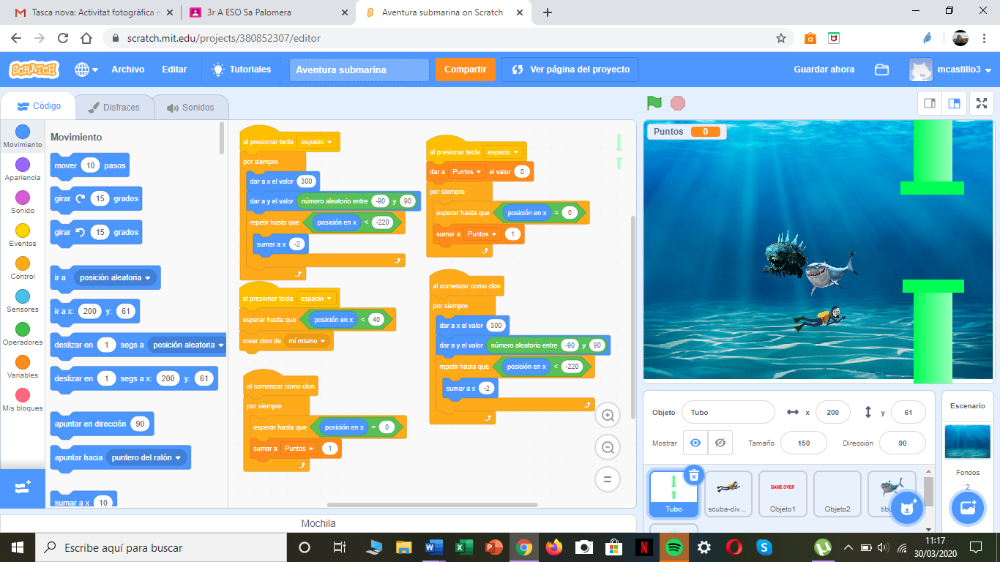 Tasca nova: Activitat fotogràfica e
3r A ESO Sa Palomera
Aventura submarina on Scratch
scratch.mit.edu/projects/380852307/editor
SCRATCH
Archivo
Editar
Tutoriales
Aventura submarina
Compartir
Ver página del proyecto
Guardar ahora
mcastillo3
Código
Disfraces
Sonidos
Movimiento
Apariencia
Sonido
Eventos
Control
Sensores
Operadores
Variables
Mis bloques
Movimiento
mover 10 pasos
girar 15 grados
girar 15 grados
ir a posición aleatoria
ir a x: 200 y: 61
deslizar en 1 segs a posición aleatoria
deslizar en 1 segs a x: 200 y: 61
apuntar en dirección 90
apuntar hacia puntero del ratón
sumar a x 10
al presionar tecla espacio
por siempre
dar a x el valor 300
dar a y el valor número aleatorio entre -90 y 90
repetir hasta que posición en x < -220
sumar a x -2
al presionar tecla espacio
esperar hasta que posición en x < 40
crear clon de mí mismo
al comenzar como clon
por siempre
esperar hasta que posición en x = 0
sumar a Puntos 1
al presionar tecla espacio
dar a Puntos el valor 0
por siempre
esperar hasta que posición en x = 0
sumar a Puntos 1
al comenzar como clon
por siempre
dar a x el valor 300
dar a y el valor número aleatorio entre -90 y 90
repetir hasta que posición en x < -220
sumar a x -2
Mochila
Puntos 0
Objeto Tubo x 200 y 61
Mostrar Tamaño 150 Dirección 90
Tubo
scuba-div...
GAME OVER
Objeto1
Objeto2
Escenario
Fondos
2
Escribe aquí para buscar
11:17
30/03/2020